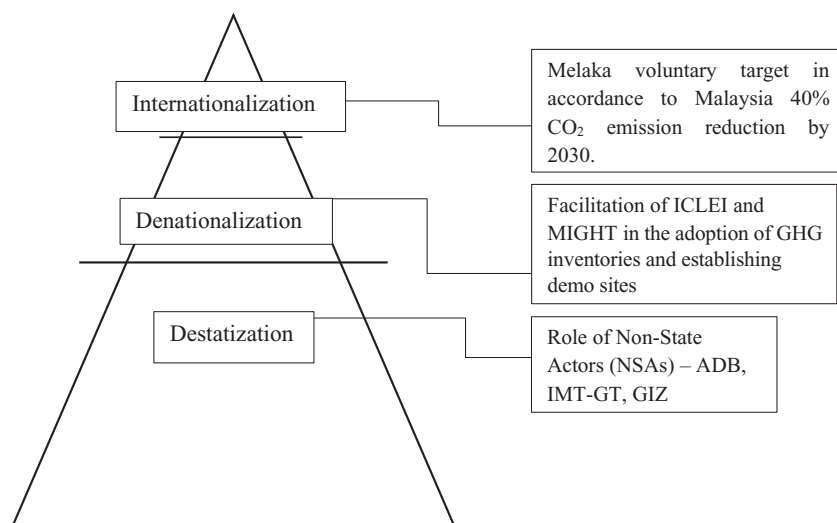 Internationalization
Melaka voluntary target in
accordance to Malaysia 40%
CO₂ emission reduction by
2030.
Denationalization
Facilitation of ICLEI and
MIGHT in the adoption of GHG
inventories and establishing
demo sites
Destatization
Role of Non-State
Actors (NSAs) – ADB,
IMT-GT, GIZ